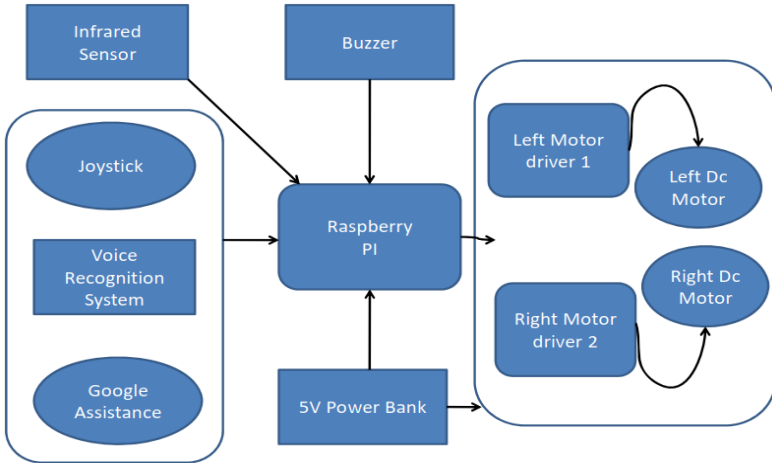 Infrared
Sensor
Buzzer
Joystick
Voice
Recognition
System
Google
Assistance
Raspberry
PI
5V Power Bank
Left Motor
driver 1
Left Dc
Motor
Right Dc
Motor
Right Motor
driver 2